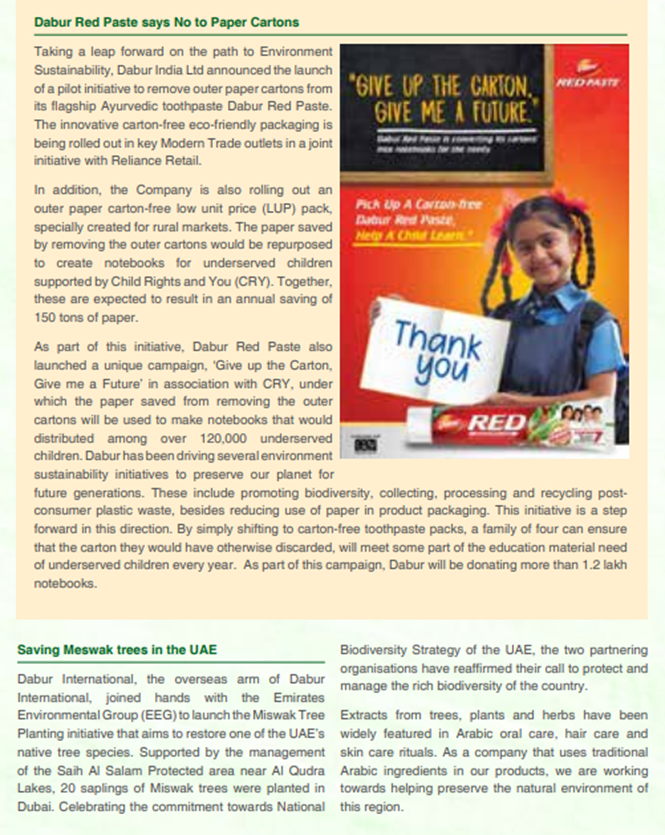 Dabur Red Paste says No to Paper Cartons
Taking a leap forward on the path to Environment
Sustainability, Dabur India Ltd announced the launch
of a pilot initiative to remove outer paper cartons from
its flagship Ayurvedic toothpaste Dabur Red Paste.
The innovative carton-free eco-friendly packaging is
being rolled out in key Modern Trade outlets in a joint
initiative with Reliance Retail.
In addition, the Company is also rolling out an
outer paper carton-free low unit price (LUP) pack,
specially created for rural markets. The paper saved
by removing the outer cartons would be repurposed
to create notebooks for underserved children
supported by Child Rights and You (CRY). Together,
these are expected to result in an annual saving of
150 tons of paper.
As part of this initiative, Dabur Red Paste also
launched a unique campaign, ‘Give up the Carton,
Give me a Future’ in association with CRY, under
which the paper saved from removing the outer
cartons will be used to make notebooks that would
distributed among over 120,000 underserved
children. Dabur has been driving several environment
sustainability initiatives to preserve our planet for
future generations. These include promoting biodiversity, collecting, processing and recycling post-
consumer plastic waste, besides reducing use of paper in product packaging. This initiative is a step
forward in this direction. By simply shifting to carton-free toothpaste packs, a family of four can ensure
that the carton they would have otherwise discarded, will meet some part of the education material need
of underserved children every year. As part of this campaign, Dabur will be donating more than 1.2 lakh
notebooks.
"GIVE UP THE CARTON,
GIVE ME A FUTURE."
Dabur Red Paste is converting its cartons
into notebooks for the needy
RED PASTE
Pick Up A Carton-free
Dabur Red Paste,
Help A Child Learn.*
Thank
you
RED
7
Saving Meswak trees in the UAE
Dabur International, the overseas arm of Dabur
International, joined hands with the Emirates
Environmental Group (EEG) to launch the Miswak Tree
Planting initiative that aims to restore one of the UAE’s
native tree species. Supported by the management
of the Saih Al Salam Protected area near Al Qudra
Lakes, 20 saplings of Miswak trees were planted in
Dubai. Celebrating the commitment towards National
Biodiversity Strategy of the UAE, the two partnering
organisations have reaffirmed their call to protect and
manage the rich biodiversity of the country.
Extracts from trees, plants and herbs have been
widely featured in Arabic oral care, hair care and
skin care rituals. As a company that uses traditional
Arabic ingredients in our products, we are working
towards helping preserve the natural environment of
this region.